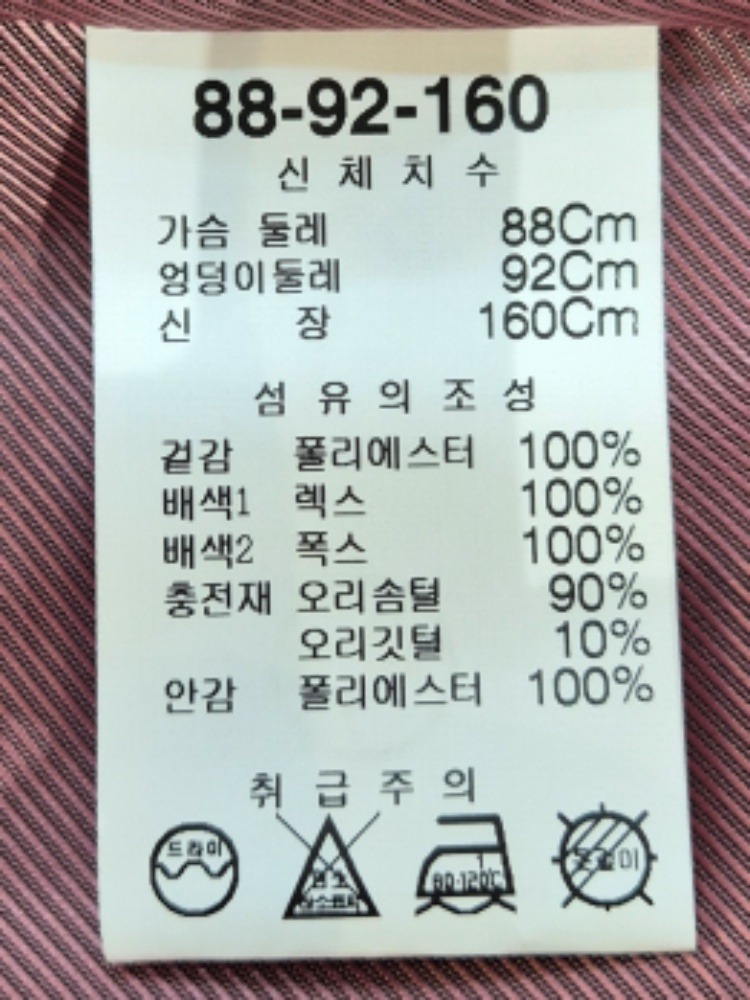 88-92-160
신 체 치 수
가슴 둘레 88Cm
엉덩이둘레 92Cm
신 장 160Cm
섬 유 의 조 성
겉감 폴리에스터 100%
배색1 렉스 100%
배색2 폭스 100%
충전재 오리솜털 90%
오리깃털 10%
안감 폴리에스터 100%
취 급 주 의
드라이
1
80-120℃